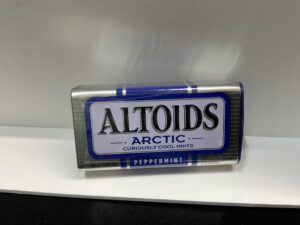 ALTOIDS
ARCTIC
CURIOUSLY COOL MINTS
PEPPERMINT